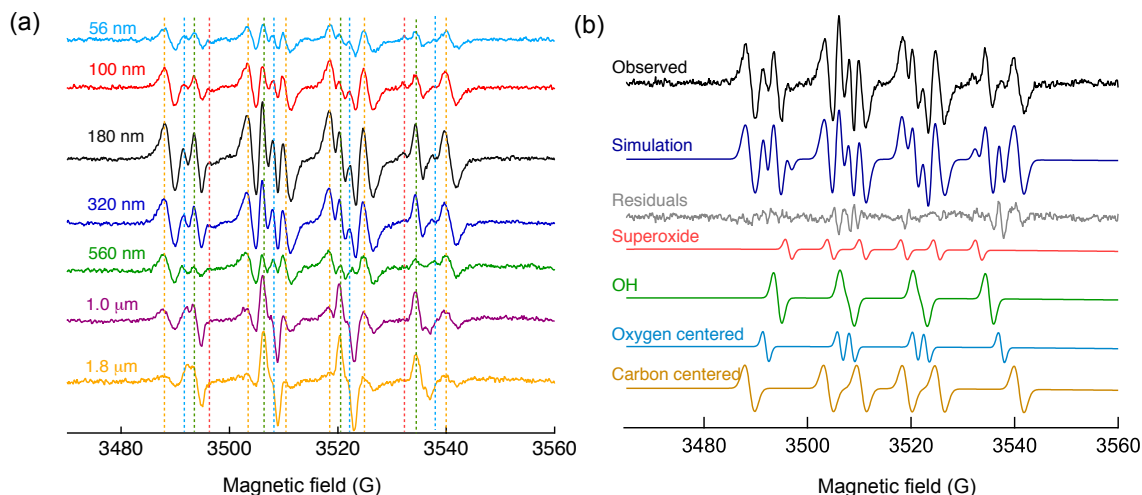 (a)
56 nm
100 nm
180 nm
320 nm
560 nm
1.0 μm
1.8 μm
3480 3500 3520 3540 3560
Magnetic field (G)
(b)
Observed
Simulation
Residuals
Superoxide
OH
Oxygen centered
Carbon centered
3480 3500 3520 3540 3560
Magnetic field (G)